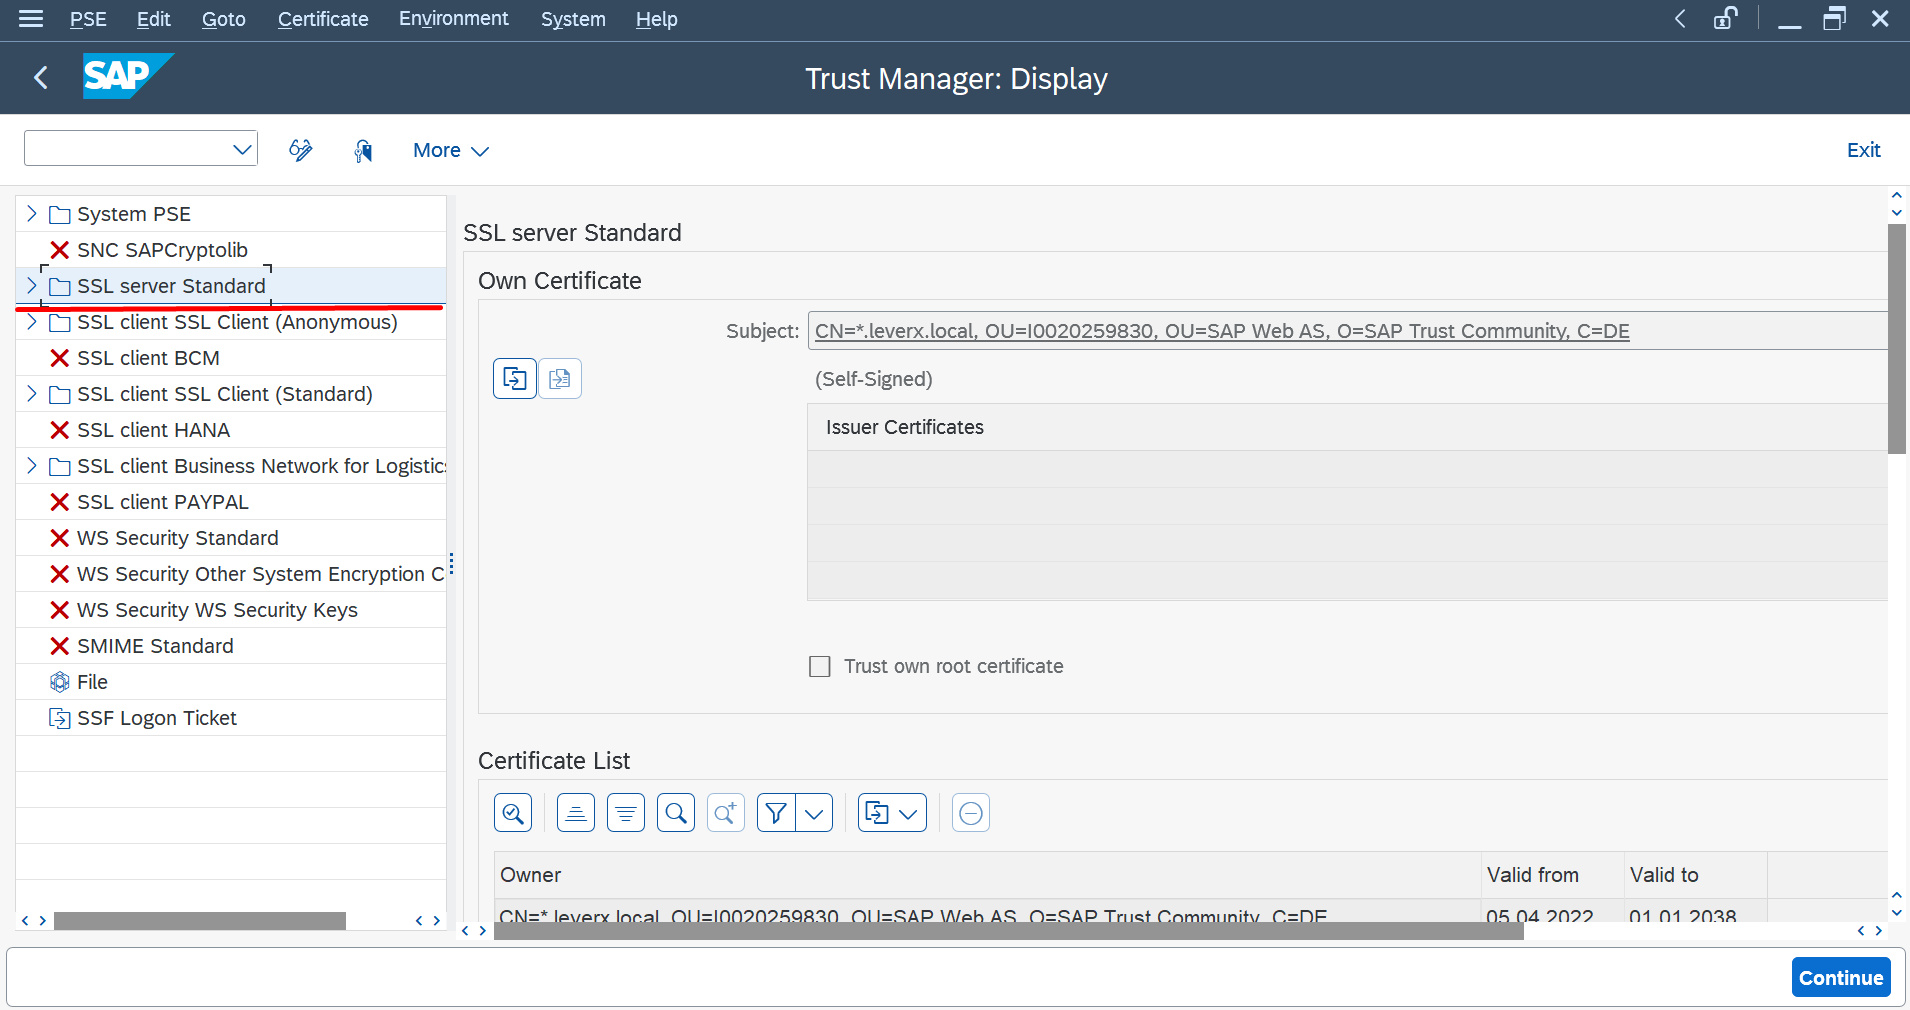 PSE Edit Goto Certificate Environment System Help
SAP Trust Manager: Display
More Exit
System PSE
SNC SAPCryptolib
SSL server Standard
SSL client SSL Client (Anonymous)
SSL client BCM
SSL client SSL Client (Standard)
SSL client HANA
SSL client Business Network for Logistics
SSL client PAYPAL
WS Security Standard
WS Security Other System Encryption C
WS Security WS Security Keys
SMIME Standard
File
SSF Logon Ticket
SSL server Standard
Own Certificate
Subject: CN=*.leverx.local, OU=I0020259830, OU=SAP Web AS, O=SAP Trust Community, C=DE
(Self-Signed)
Issuer Certificates
Trust own root certificate
Certificate List
Owner Valid from Valid to
CN=*.leverx.local, OU=I0020259830, OU=SAP Web AS, O=SAP Trust Community, C=DE 05.04.2022 01.01.2038
Continue